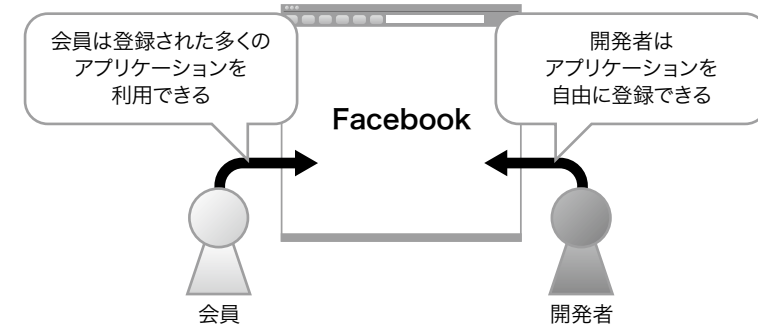 会員は登録された多くの
アプリケーションを
利用できる
開発者は
アプリケーションを
自由に登録できる
Facebook
会員
開発者